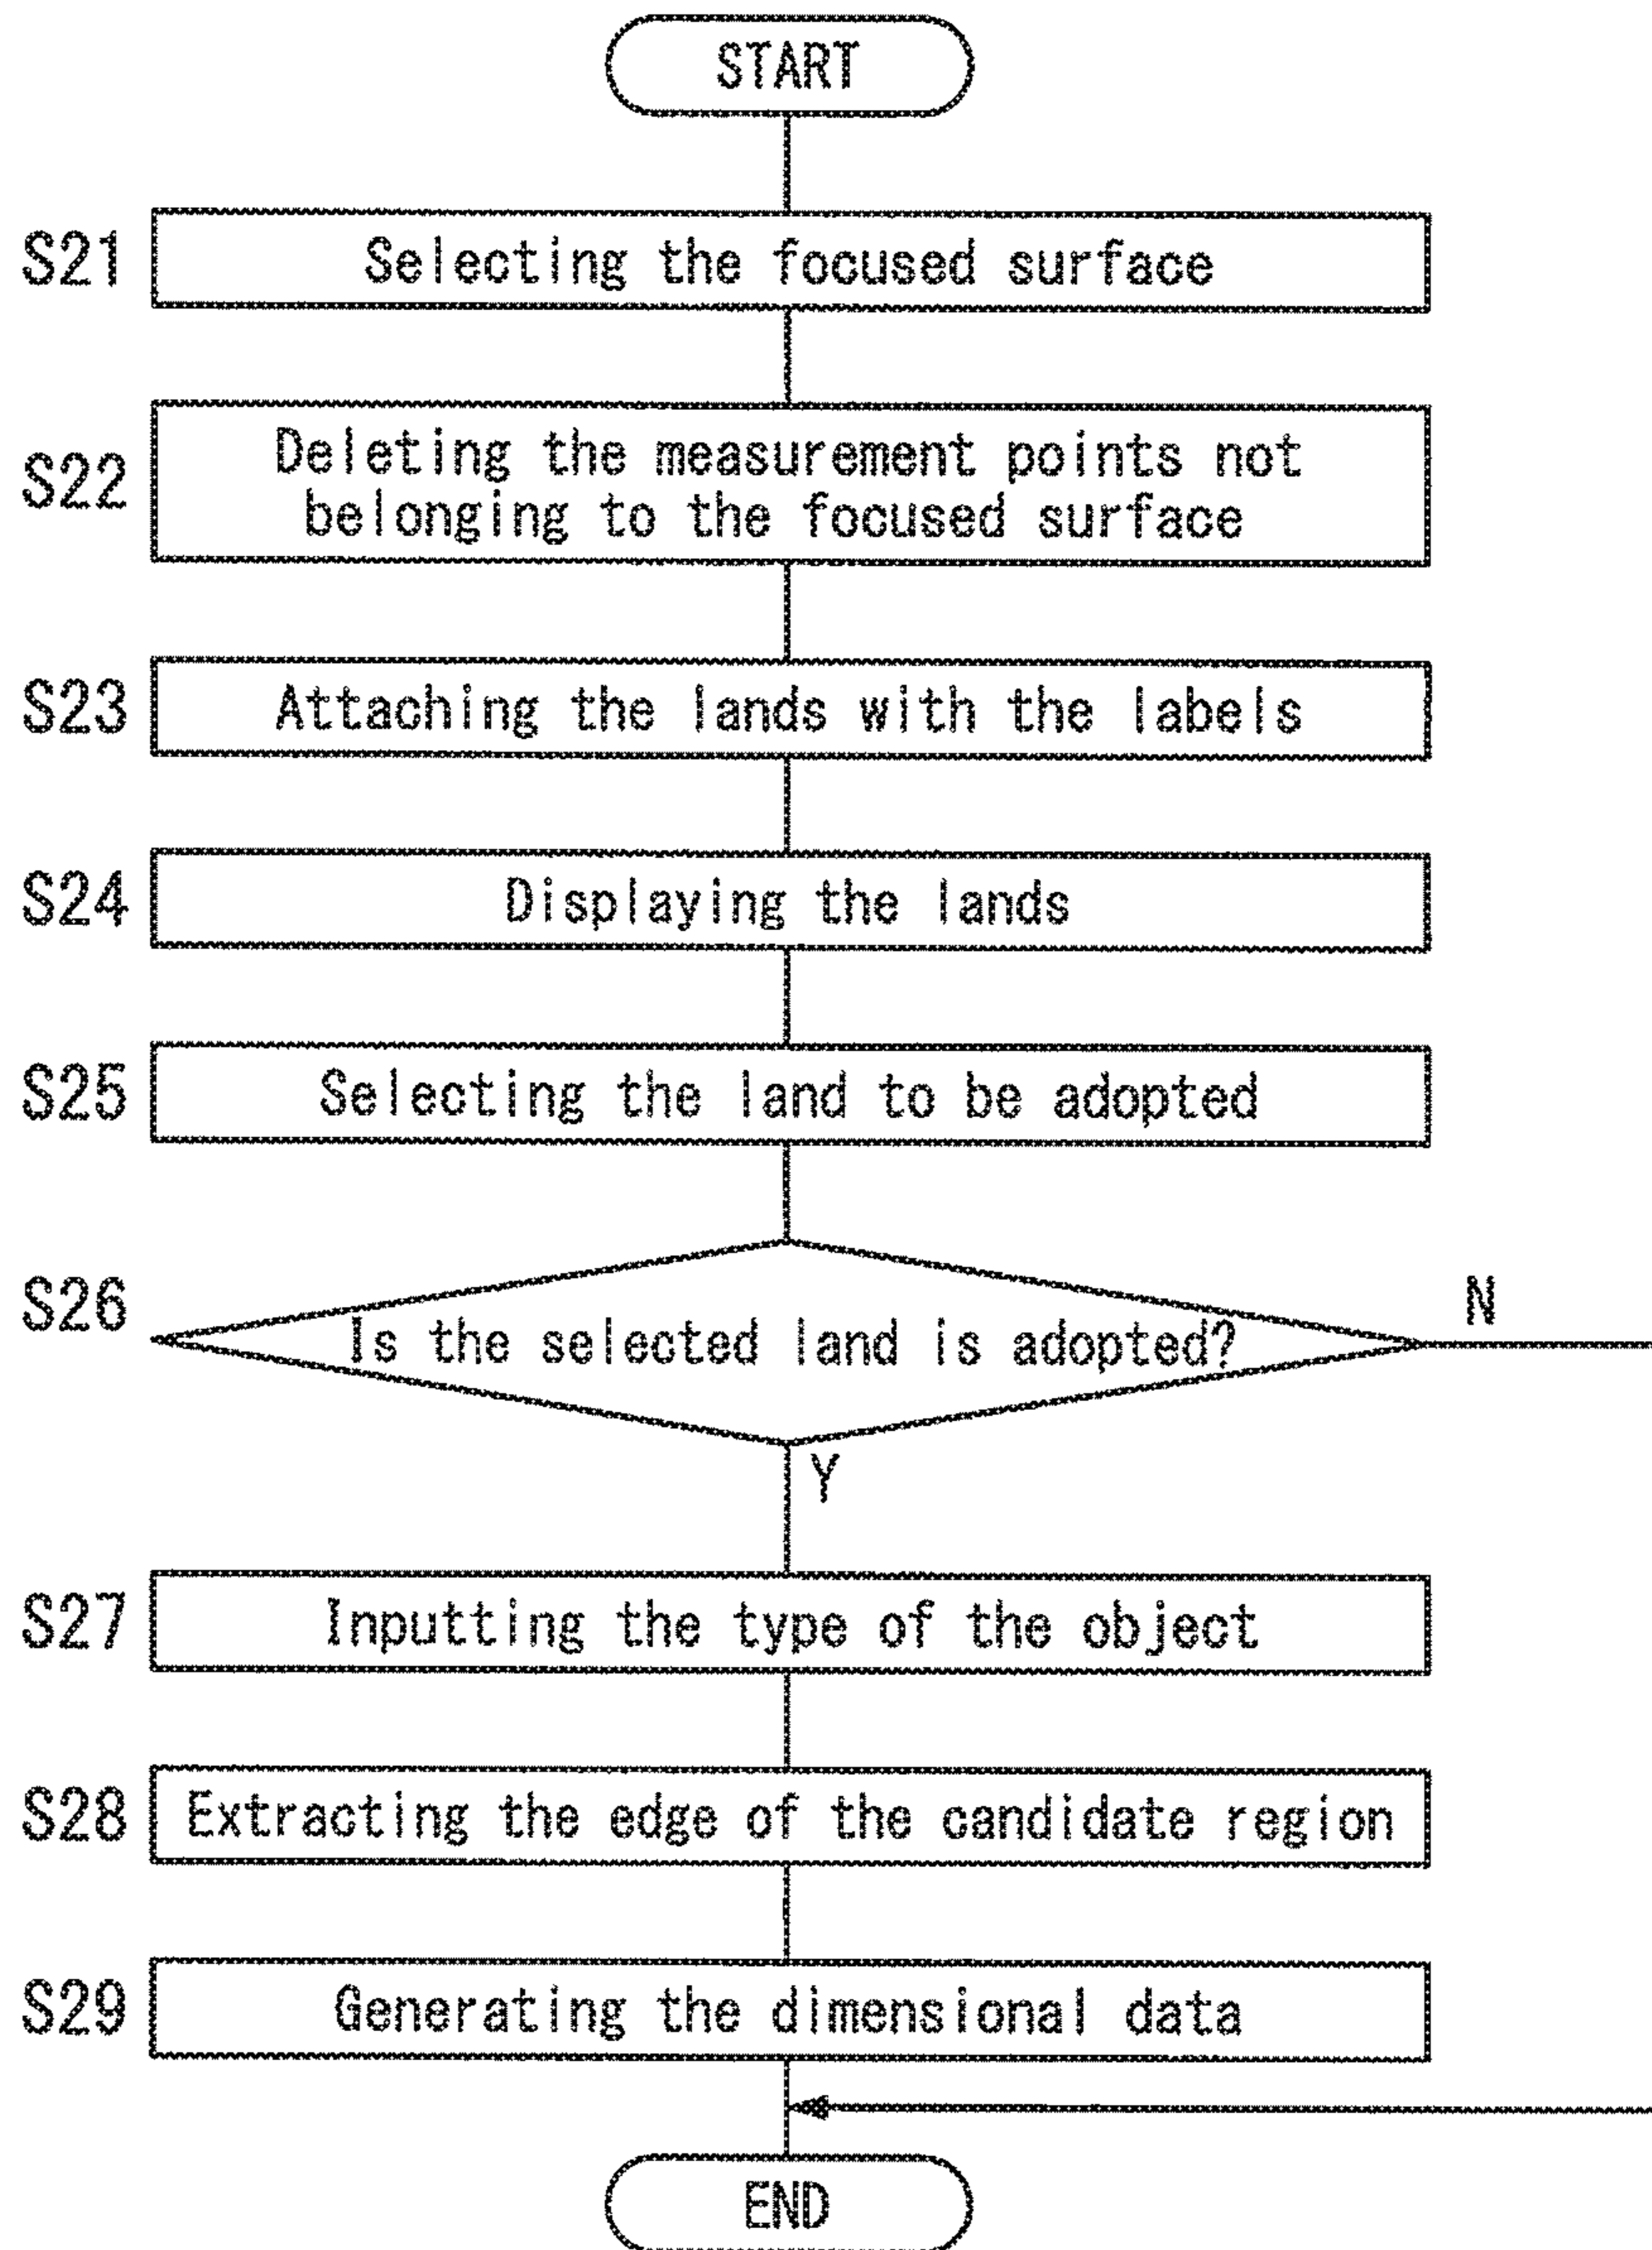 START
S21 Selecting the focused surface
S22 Deleting the measurement points not
belonging to the focused surface
S23 Attaching the lands with the labels
S24 Displaying the lands
S25 Selecting the land to be adopted
S26 Is the selected land is adopted? N
Y
S27 Inputting the type of the object
S28 Extracting the edge of the candidate region
S29 Generating the dimensional data
END